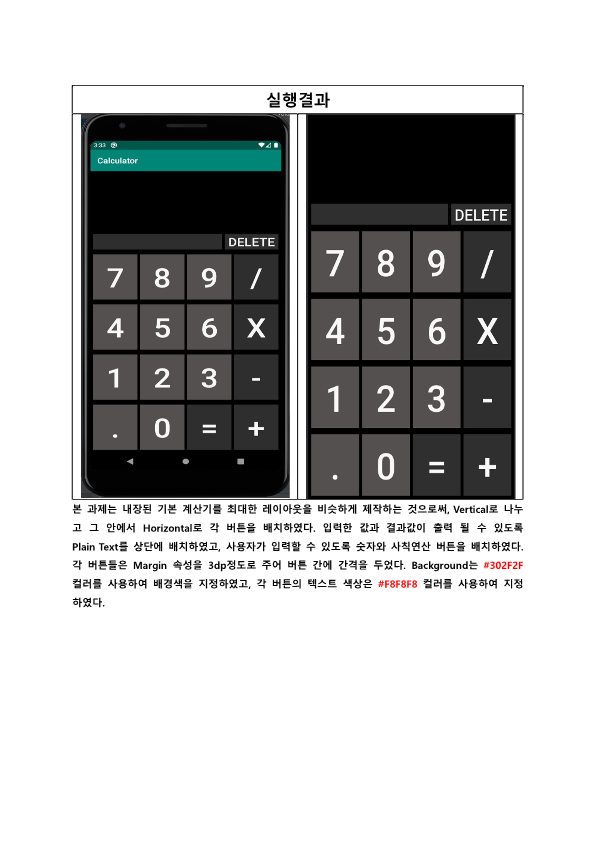 실행결과
3:33
Calculator
DELETE
7 8 9 /
4 5 6 X
1 2 3 -
. 0 = +
DELETE
7 8 9 /
4 5 6 X
1 2 3 -
. 0 = +
본 과제는 내장된 기본 계산기를 최대한 레이아웃을 비슷하게 제작하는 것으로써, Vertical로 나누
고 그 안에서 Horizontal로 각 버튼을 배치하였다. 입력한 값과 결과값이 출력 될 수 있도록
Plain Text를 상단에 배치하였고, 사용자가 입력할 수 있도록 숫자와 사칙연산 버튼을 배치하였다.
각 버튼들은 Margin 속성을 3dp정도로 주어 버튼 간에 간격을 두었다. Background는 #302F2F
컬러를 사용하여 배경색을 지정하였고, 각 버튼의 텍스트 색상은 #F8F8F8 컬러를 사용하여 지정
하였다.